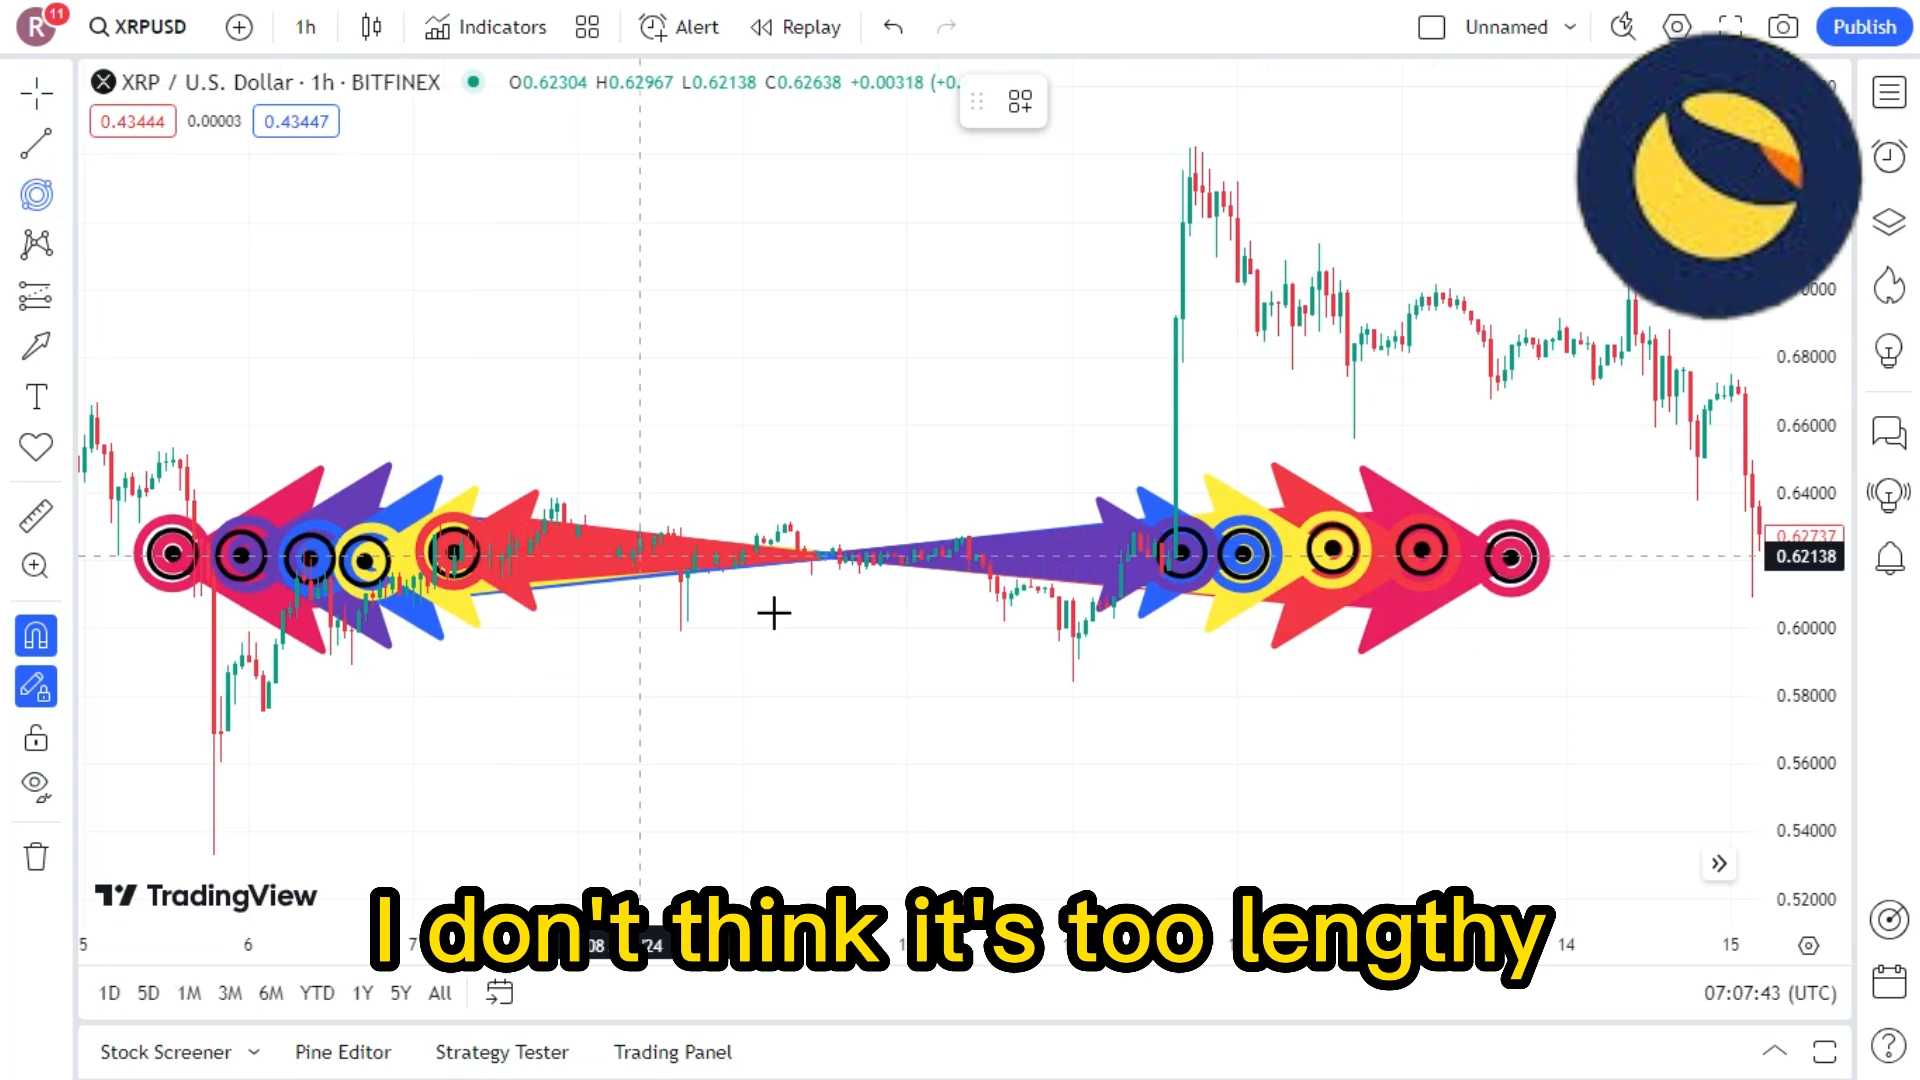 R
11
XRPUSD
1h
Indicators
Alert
Replay
Unnamed
Publish
XRP / U.S. Dollar · 1h · BITFINEX
O0.62304 H0.62967 L0.62138 C0.62638 +0.00318 (+0.
0.43444
0.00003
0.43447
0.68000
0.66000
0.64000
0.62737
0.62138
0.60000
0.58000
0.56000
0.54000
0.52000
TradingView
I don't think it's too lengthy
5
6
7
14
15
1D
5D
1M
3M
6M
YTD
1Y
5Y
All
07:07:43 (UTC)
Stock Screener
Pine Editor
Strategy Tester
Trading Panel